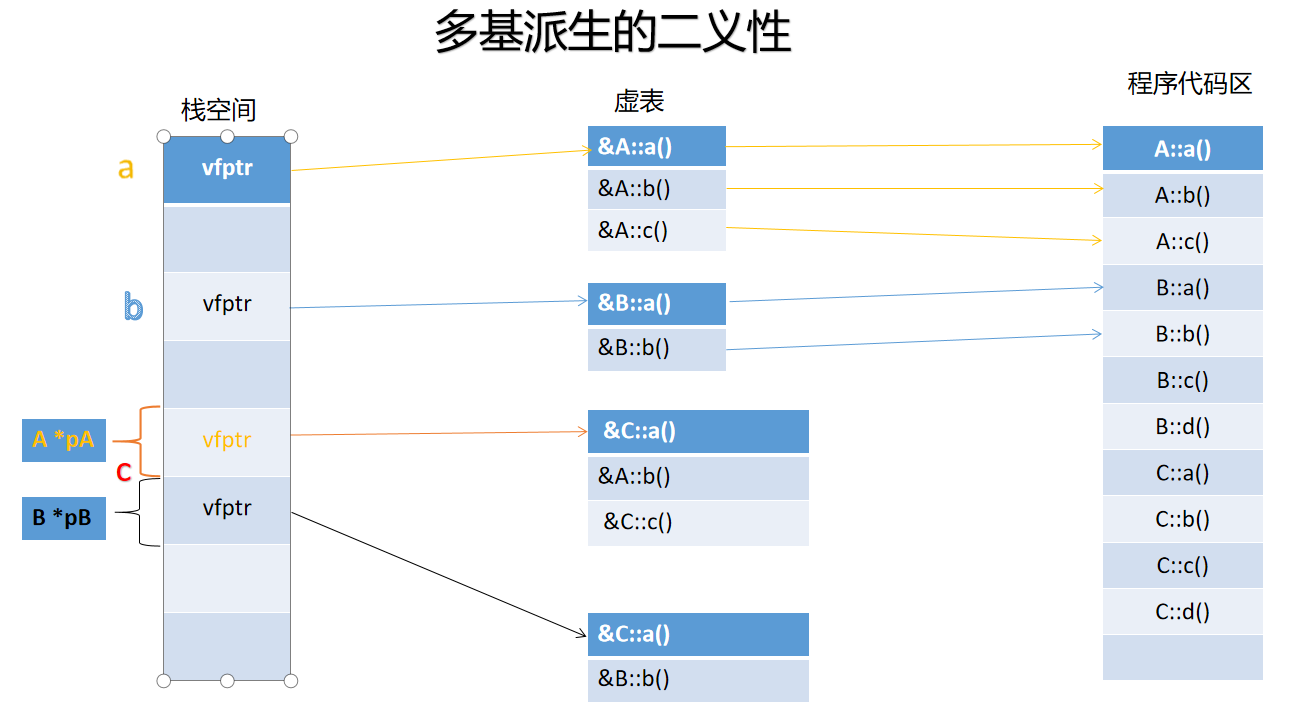 多基派生的二义性
栈空间
虚表
程序代码区
a
vfptr
b
vfptr
A *pA
vfptr
C
B *pB
vfptr
&A::a()
&A::b()
&A::c()
&B::a()
&B::b()
&C::a()
&A::b()
&C::c()
&C::a()
&B::b()
A::a()
A::b()
A::c()
B::a()
B::b()
B::c()
B::d()
C::a()
C::b()
C::c()
C::d()